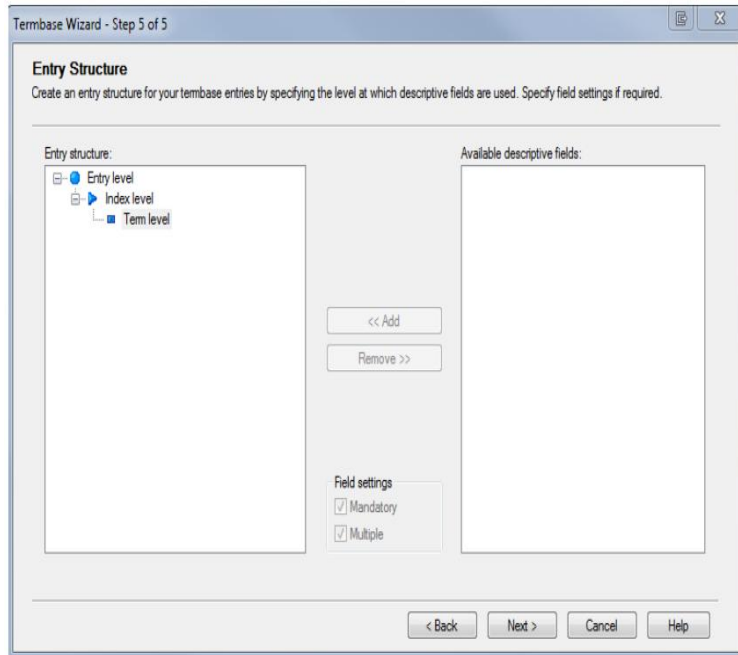 Termbase Wizard - Step 5 of 5
Entry Structure
Create an entry structure for your termbase entries by specifying the level at which descriptive fields are used. Specify field settings if required.
Entry structure:
Available descriptive fields:
Entry level
Index level
Term level
<< Add
Remove >>
Field settings
Mandatory
Multiple
< Back
Next >
Cancel
Help